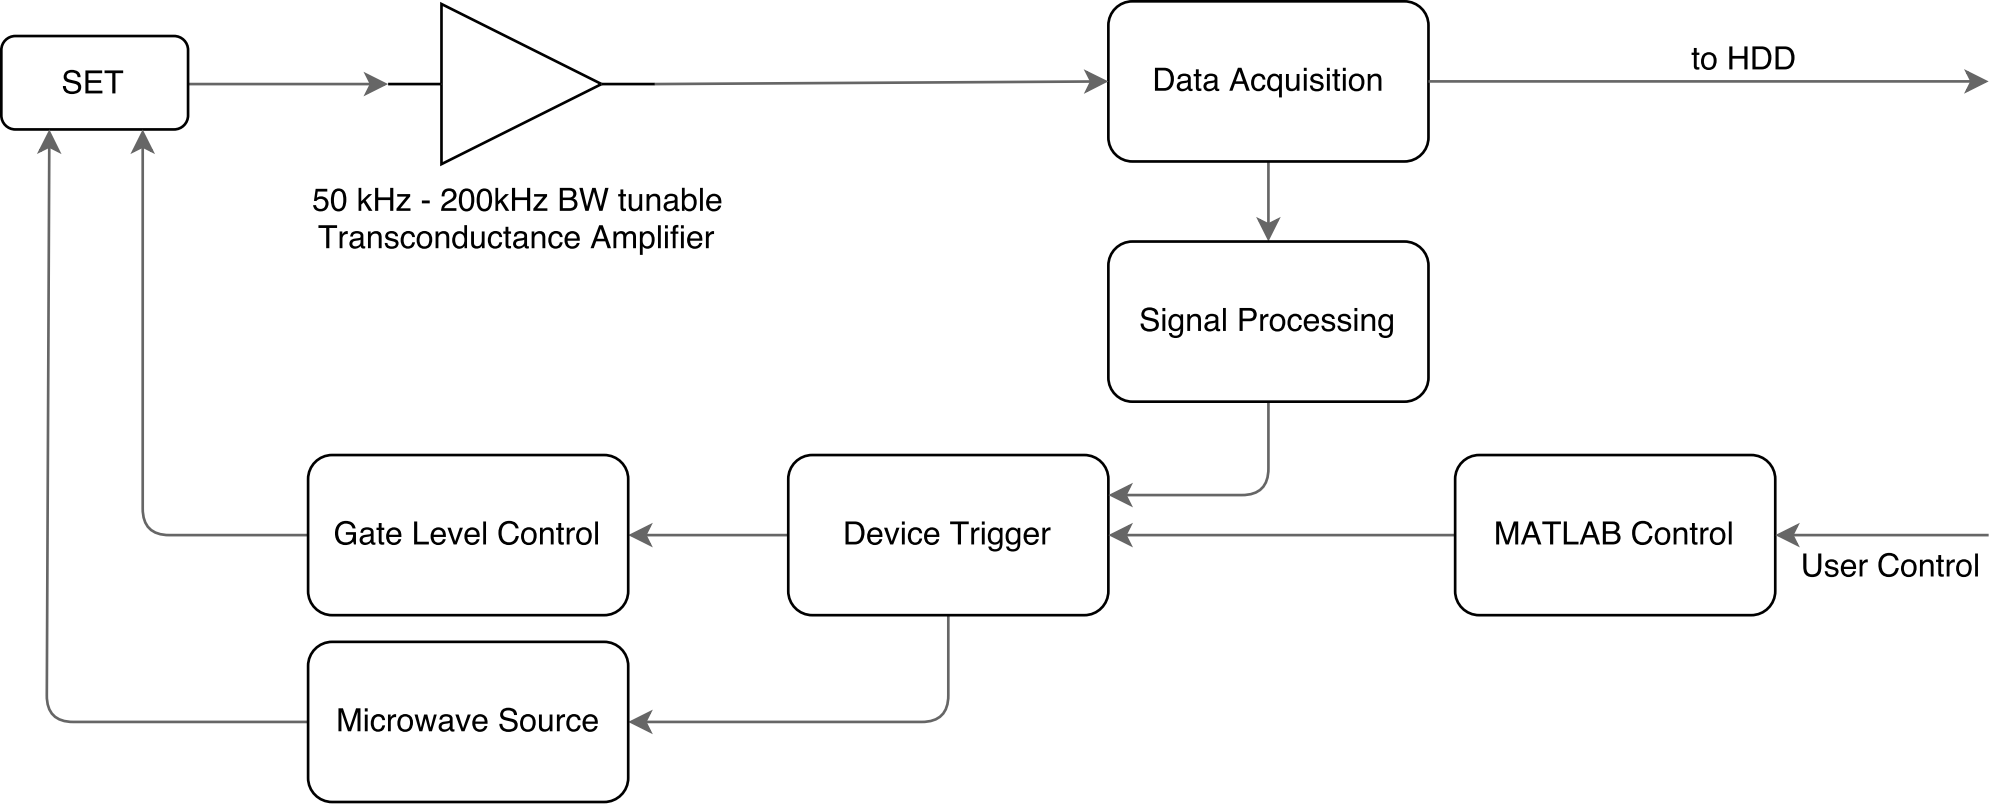 SET
50 kHz - 200kHz BW tunable
Transconductance Amplifier
Data Acquisition
to HDD
Signal Processing
Gate Level Control
Device Trigger
MATLAB Control
User Control
Microwave Source